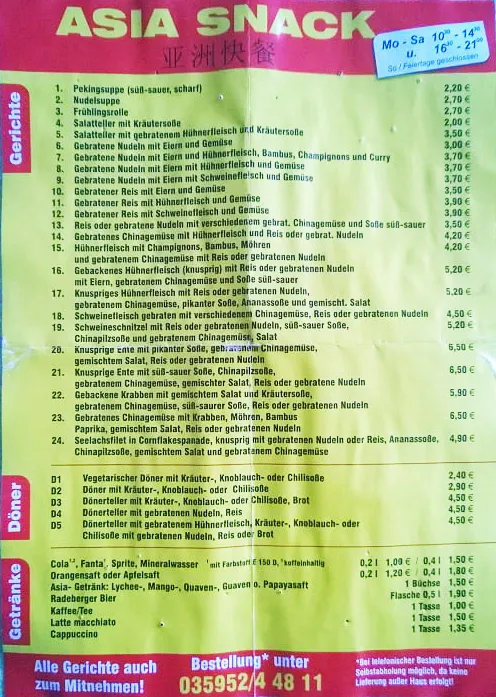 ASIA SNACK
亚洲快餐
Mo - Sa 10⁰⁰ - 14⁰⁰
u. 16³⁰ - 21⁰⁰
So / Feiertage geschlossen
Gerichte
1. Pekingsuppe (süß-sauer, scharf) 2,20 €
2. Nudelsuppe 2,70 €
3. Frühlingsrolle 2,70 €
4. Salatteller mit Kräutersoße 2,00 €
5. Salatteller mit gebratenem Hühnerfleisch und Kräutersoße 3,50 €
6. Gebratene Nudeln mit Eiern und Gemüse 3,00 €
7. Gebratene Nudeln mit Eiern und Hühnerfleisch, Bambus, Champignons und Curry 3,70 €
8. Gebratene Nudeln mit Eiern mit Hühnerfleisch und Gemüse 3,70 €
9. Gebratene Nudeln mit Eiern mit Schweinefleisch und Gemüse 3,70 €
10. Gebratener Reis mit Eiern und Gemüse 3,50 €
11. Gebratener Reis mit Hühnerfleisch und Gemüse 3,90 €
12. Gebratener Reis mit Schweinefleisch und Gemüse 3,90 €
13. Reis oder gebratene Nudeln mit verschiedenem gebrat. Chinagemüse und Soße süß-sauer 3,50 €
14. Gebratenes Chinagemüse mit Hühnerfleisch und Reis oder gebrat. Nudeln 4,20 €
15. Hühnerfleisch mit Champignons, Bambus, Möhren 4,20 €
und gebratenem Chinagemüse mit Reis oder gebratenen Nudeln
16. Gebackenes Hühnerfleisch (knusprig) mit Reis oder gebratenen Nudeln 5,20 €
mit Eiern, gebratenem Chinagemüse und Soße süß-sauer
17. Knuspriges Hühnerfleisch mit Reis oder gebratenen Nudeln, 5,20 €
gebratenem Chinagemüse, pikanter Soße, Ananassoße und gemischt. Salat
18. Schweinefleisch gebraten mit verschiedenem Chinagemüse, Reis oder gebratenen Nudeln 4,50 €
19. Schweineschnitzel mit Reis oder gebratenen Nudeln, süß-sauer Soße, 5,20 €
Chinapilzsoße und gebratenem Chinagemüse, Salat
20. Knusprige Ente mit pikanter Soße, gebratenem Chinagemüse, 6,50 €
gemischtem Salat, Reis oder gebratenen Nudeln
21. Knusprige Ente mit süß-sauer Soße, Chinapilzsoße, 6,50 €
gebratenem Chinagemüse, gemischter Salat, Reis oder gebratene Nudeln
22. Gebackene Krabben mit gemischtem Salat und Kräutersoße, 5,90 €
gebratenem Chinagemüse, süß-saurer Soße, Reis oder gebratenen Nudeln
23. Gebratenes Chinagemüse mit Krabben, Möhren, Bambus 6,50 €
Paprika, gemischtem Salat, Reis oder gebratenen Nudeln
24. Seelachsfilet in Cornflakespanade, knusprig mit gebratenen Nudeln oder Reis, Ananassoße, 4,90 €
Chinapilzsoße, gemischtem Salat und gebratenem Chinagemüse
Döner
D1 Vegetarischer Döner mit Kräuter-, Knoblauch- oder Chilisoße 2,40 €
D2 Döner mit Kräuter-, Knoblauch- oder Chilisoße 2,90 €
D3 Dönerteller mit Kräuter-, Knoblauch- oder Chilisoße, Brot 4,50 €
D4 Dönerteller mit gebratenen Nudeln, Reis 4,50 €
D5 Dönerteller mit gebratenem Hühnerfleisch, Kräuter-, Knoblauch- oder 4,50 €
Chilisoße mit gebratenen Nudeln, Reis oder Brot
Getränke
Cola¹,², Fanta¹, Sprite, Mineralwasser ¹mit Farbstoff E 150 D, ²koffeinhaltig 0,2 l 1,00 € / 0,4 l 1,50 €
Orangensaft oder Apfelsaft 0,2 l 1,20 € / 0,4 l 1,80 €
Asia- Getränk: Lychee-, Mango-, Quaven-, Guaven o. Papayasaft 1 Büchse 1,50 €
Radeberger Bier Flasche 0,5 l 1,90 €
Kaffee/Tee 1 Tasse 1,00 €
Latte macchiato 1 Tasse 1,50 €
Cappuccino 1 Tasse 1,35 €
Alle Gerichte auch
zum Mitnehmen!
Bestellung* unter
035952/4 48 11
*Bei telefonischer Bestellung ist nur
Selbstabholung möglich, da keine
Lieferung außer Haus erfolgt!